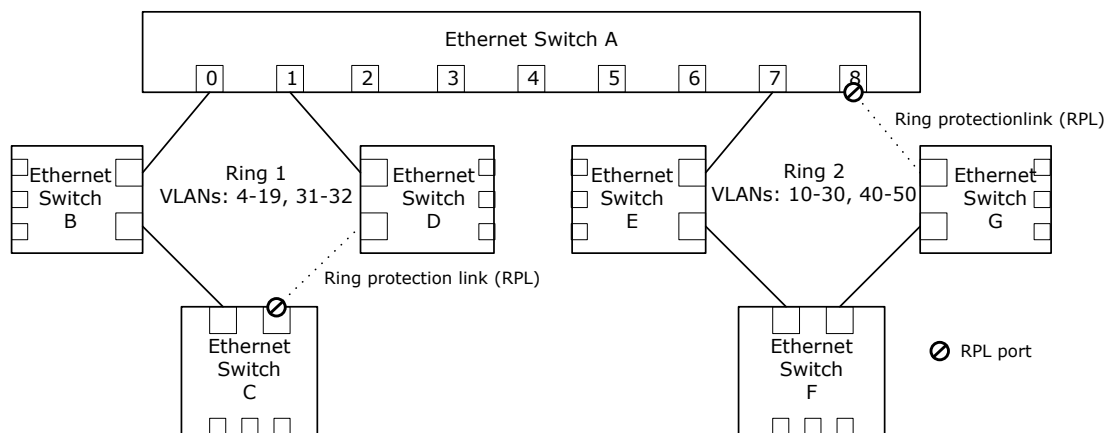 Ethernet Switch A
0 1 2 3 4 5 6 7 8
Ring protectionlink (RPL)
Ethernet
Switch
B
Ring 1
VLANs: 4-19, 31-32
Ethernet
Switch
D
Ethernet
Switch
E
Ring 2
VLANs: 10-30, 40-50
Ethernet
Switch
G
Ring protection link (RPL)
Ethernet
Switch
C
Ethernet
Switch
F
RPL port